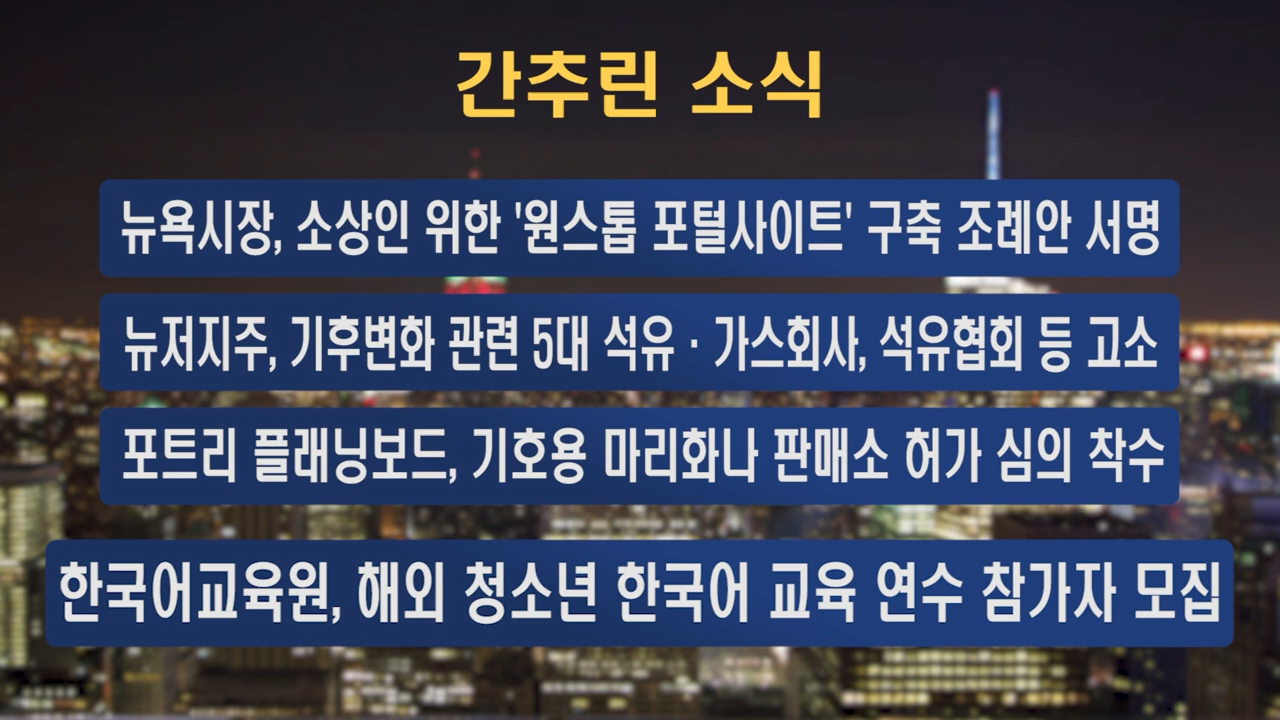 간추린 소식
뉴욕시장, 소상인 위한 '원스톱 포털사이트' 구축 조례안 서명
뉴저지주, 기후변화 관련 5대 석유·가스회사, 석유협회 등 고소
포트리 플래닝보드, 기호용 마리화나 판매소 허가 심의 착수
한국어교육원, 해외 청소년 한국어 교육 연수 참가자 모집